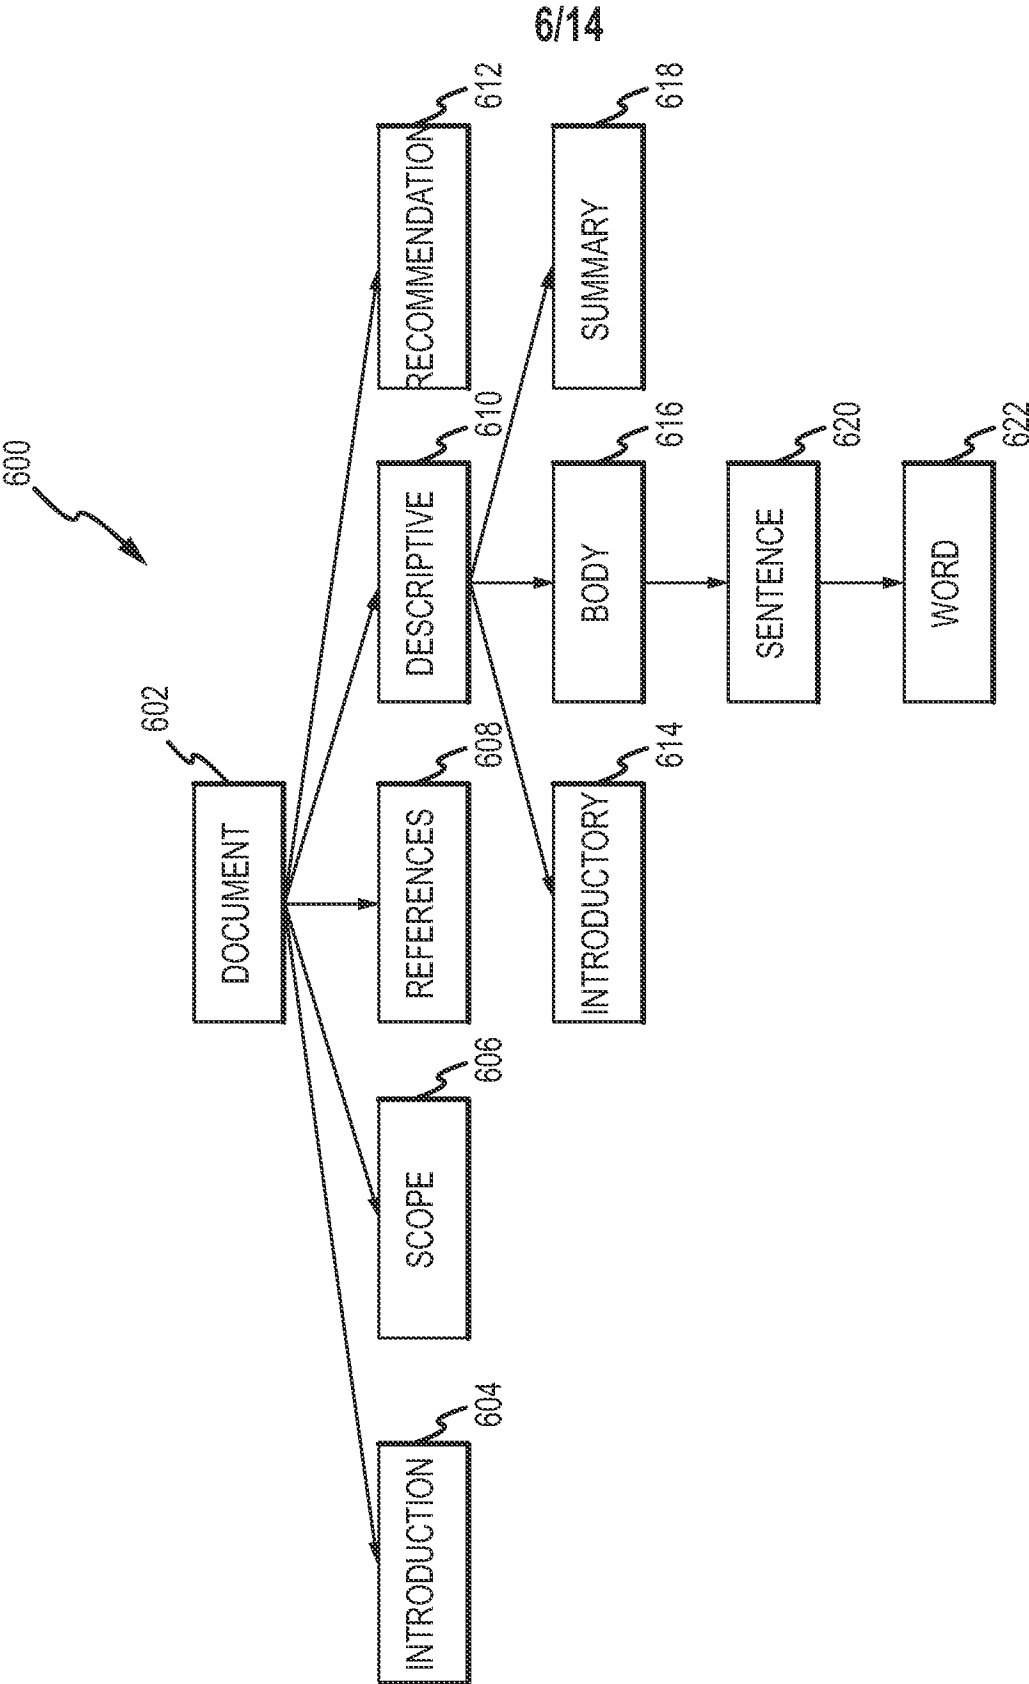 6/14
600
DOCUMENT
602
INTRODUCTION
604
SCOPE
606
REFERENCES
608
DESCRIPTIVE
610
RECOMMENDATION
612
INTRODUCTORY
614
BODY
616
SUMMARY
618
SENTENCE
620
WORD
622